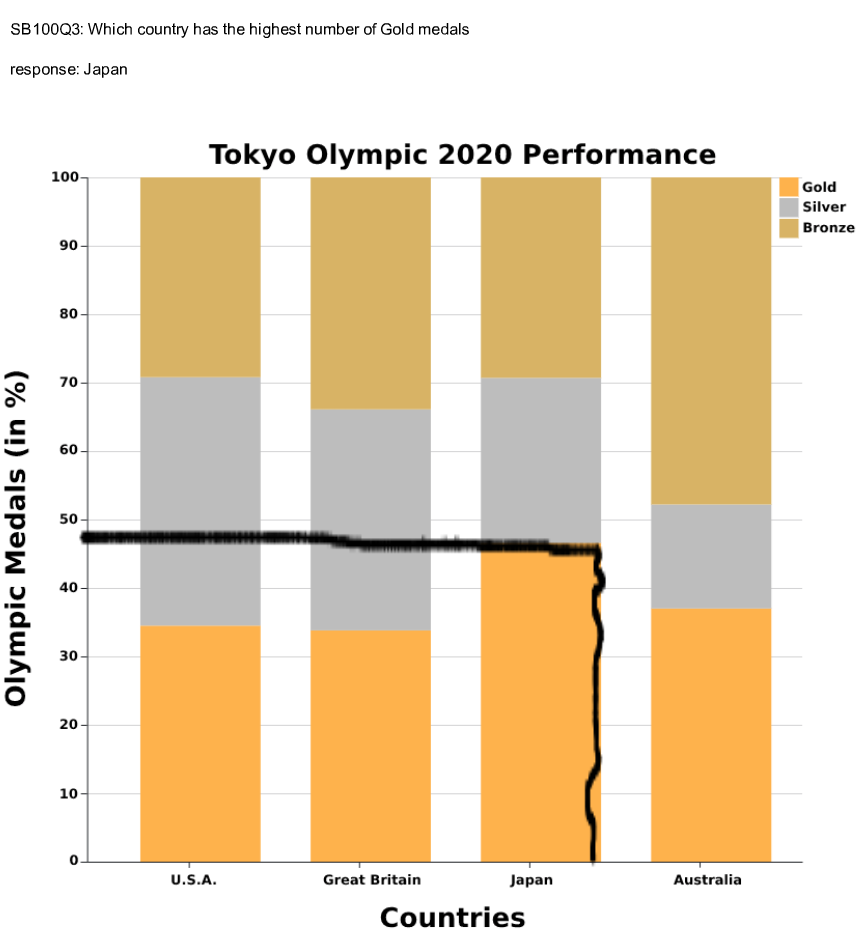 SB100Q3: Which country has the highest number of Gold medals
response: Japan
Tokyo Olympic 2020 Performance
Gold
Silver
Bronze
100
90
80
70
60
50
40
30
20
10
0
Olympic Medals (in %)
U.S.A.
Great Britain
Japan
Australia
Countries